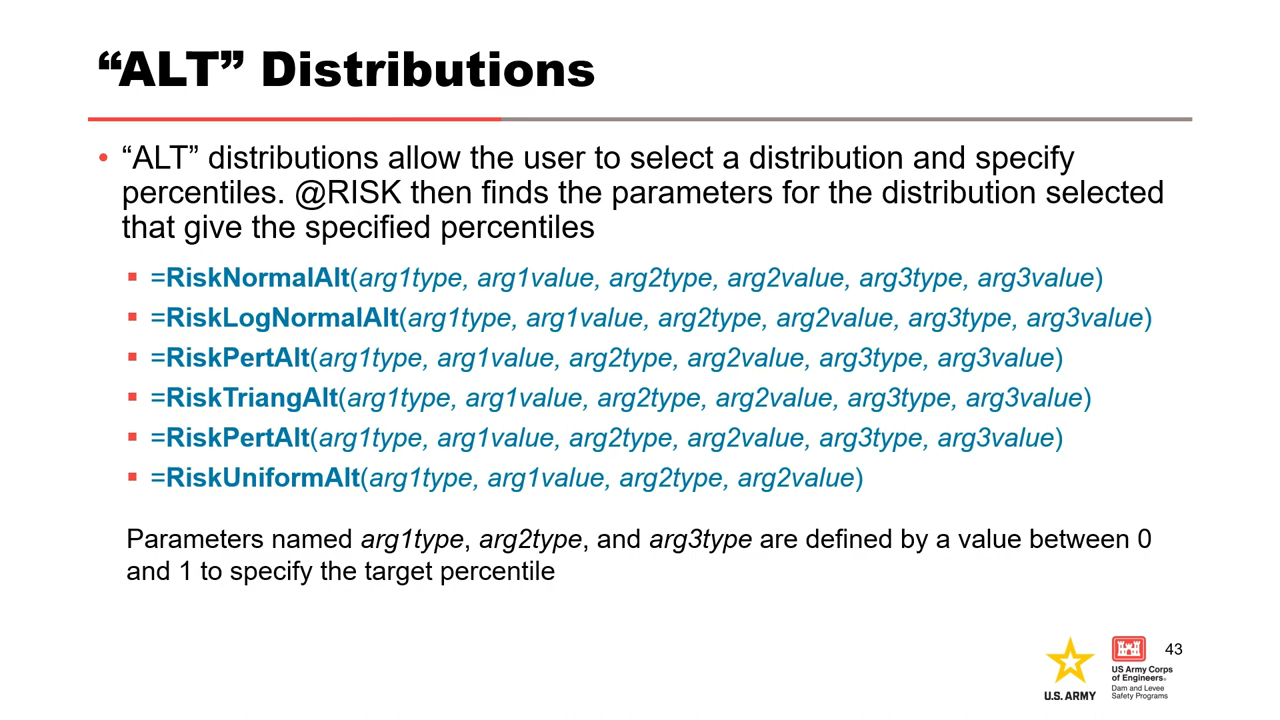 “ALT” Distributions
• “ALT” distributions allow the user to select a distribution and specify
percentiles. @RISK then finds the parameters for the distribution selected
that give the specified percentiles
▪ =RiskNormalAlt(arg1type, arg1value, arg2type, arg2value, arg3type, arg3value)
▪ =RiskLogNormalAlt(arg1type, arg1value, arg2type, arg2value, arg3type, arg3value)
▪ =RiskPertAlt(arg1type, arg1value, arg2type, arg2value, arg3type, arg3value)
▪ =RiskTriangAlt(arg1type, arg1value, arg2type, arg2value, arg3type, arg3value)
▪ =RiskPertAlt(arg1type, arg1value, arg2type, arg2value, arg3type, arg3value)
▪ =RiskUniformAlt(arg1type, arg1value, arg2type, arg2value)
Parameters named arg1type, arg2type, and arg3type are defined by a value between 0
and 1 to specify the target percentile
U.S. ARMY
US Army Corps
of Engineers®
Dam and Levee
Safety Programs
43